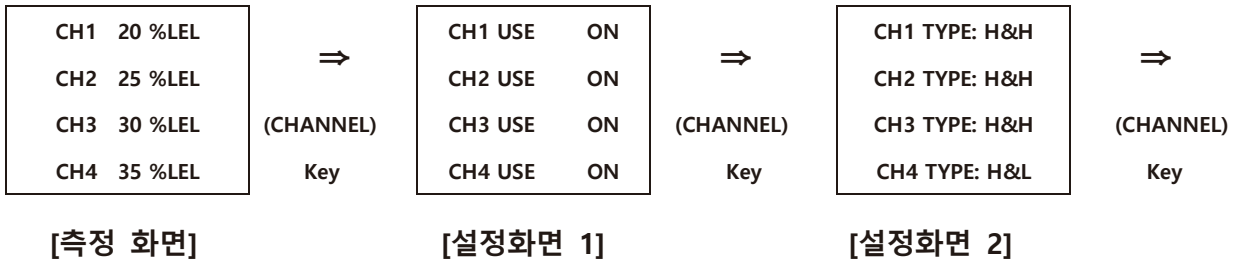 CH1 20 %LEL
CH2 25 %LEL
CH3 30 %LEL
CH4 35 %LEL
⇒
(CHANNEL)
Key
CH1 USE ON
CH2 USE ON
CH3 USE ON
CH4 USE ON
⇒
(CHANNEL)
Key
CH1 TYPE: H&H
CH2 TYPE: H&H
CH3 TYPE: H&H
CH4 TYPE: H&L
⇒
(CHANNEL)
Key
[측정 화면]
[설정화면 1]
[설정화면 2]